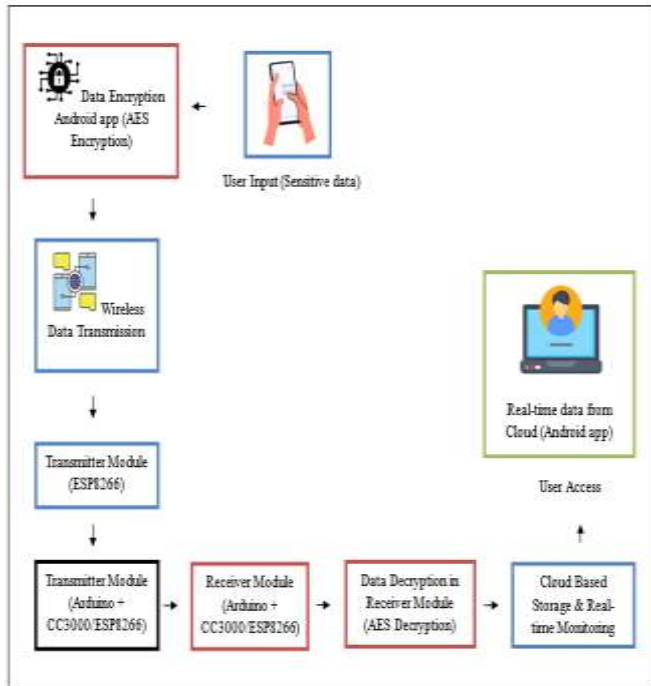 Data Encryption
Android app (AES
Encryption)
User Input (Sensitive data)
Wireless
Data Transmission
Real-time data from
Cloud (Android app)
User Access
Transmitter Module
(ESP8266)
Transmitter Module
(Arduino +
CC3000/ESP8266)
Receiver Module
(Arduino +
CC3000/ESP8266)
Data Decryption in
Receiver Module
(AES Decryption)
Cloud Based
Storage & Real-
time Monitoring